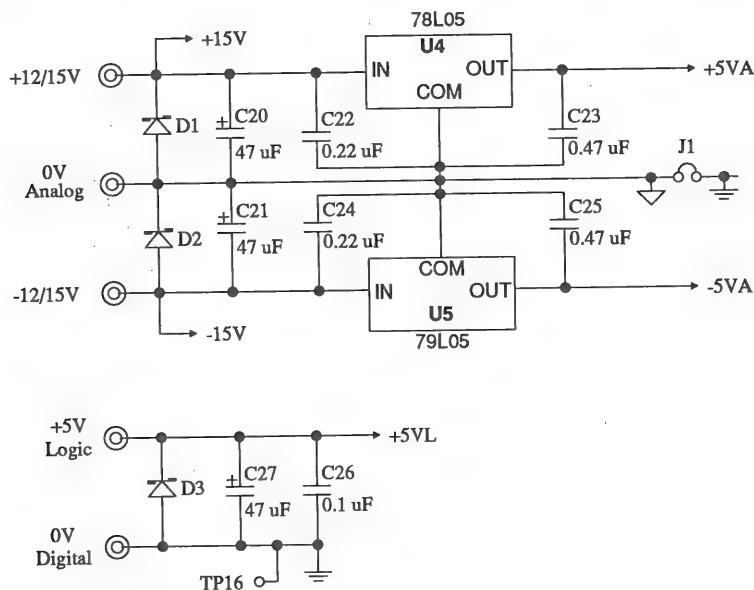 78L05
+15V
U4
+12/15V
IN
OUT
+5VA
COM
+
C20
C22
C23
D1
47 uF
0.22 uF
0.47 uF
J1
0V
Analog
+
C21
C24
C25
D2
47 uF
0.22 uF
0.47 uF
COM
-12/15V
IN
OUT
-5VA
U5
-15V
79L05
+5V
Logic
+5VL
+
C27
C26
D3
47 uF
0.1 uF
0V
Digital
TP16